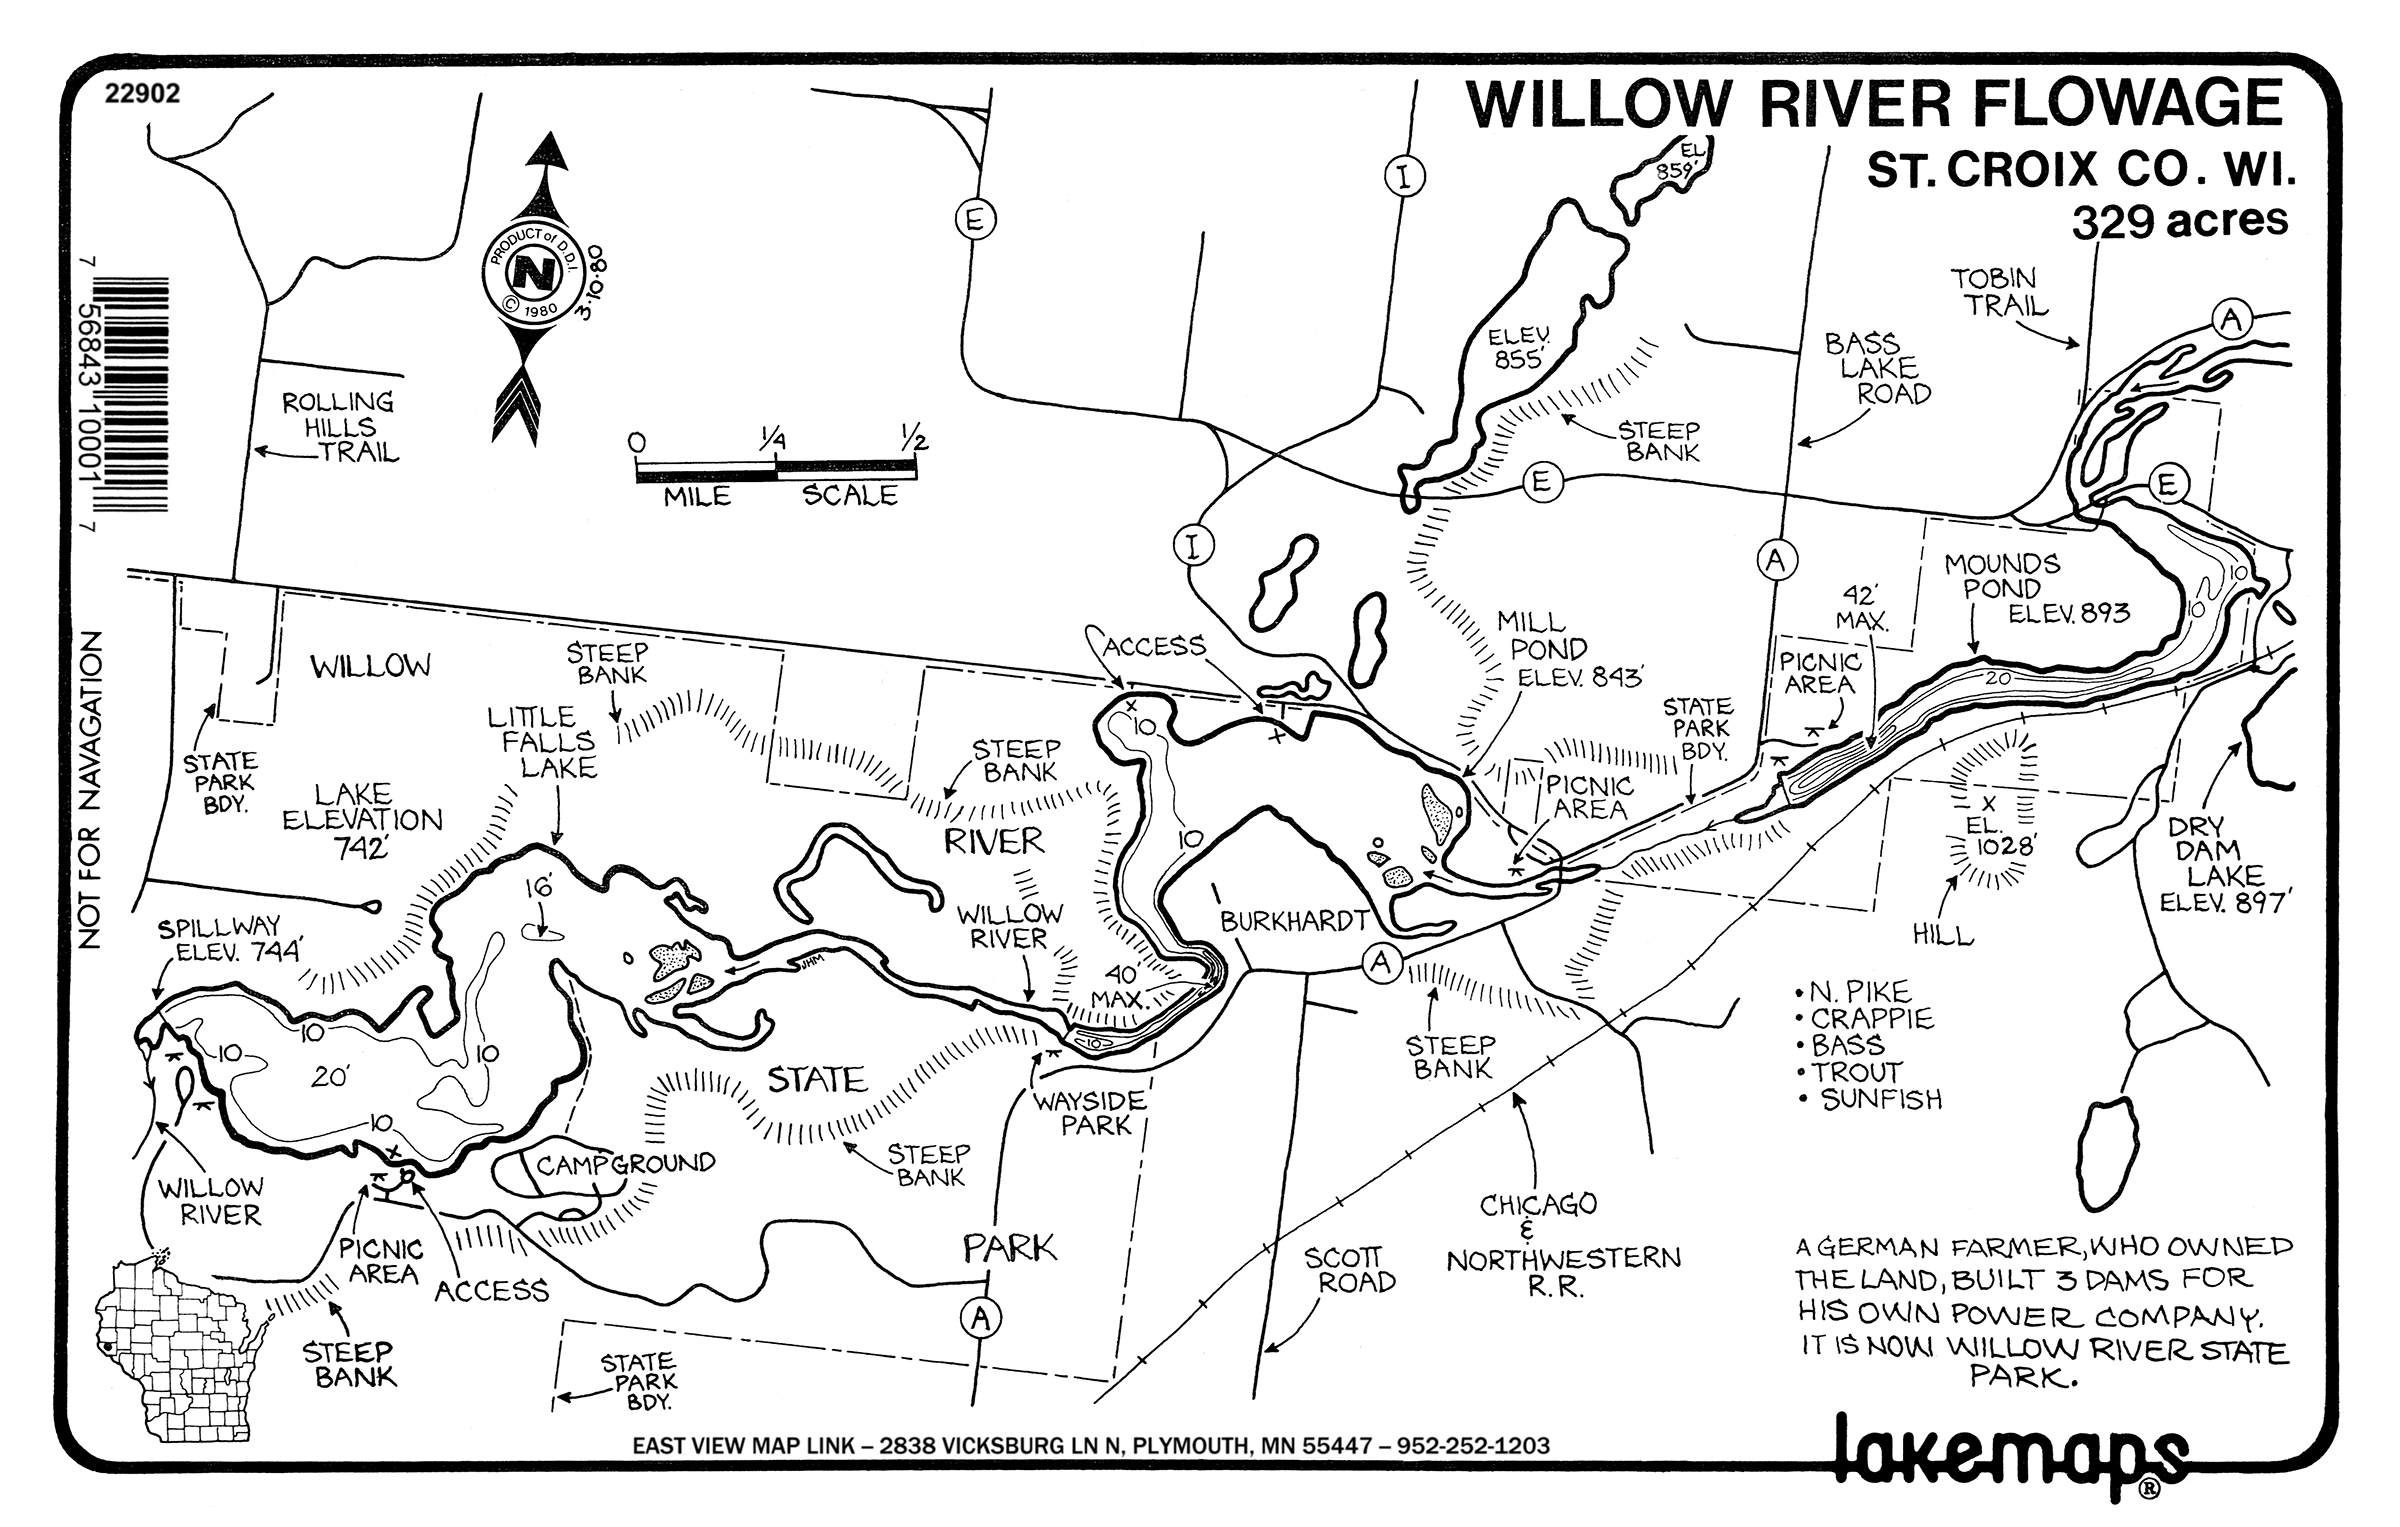 22902
WILLOW RIVER FLOWAGE
ST. CROIX CO. WI.
329 acres
EL
859'
I
E
PRODUCT of D.D.I.
N
© 1980
3·10·80
TOBIN
TRAIL
A
7 56843 10001 7
ELEV.
855'
BASS
LAKE
ROAD
ROLLING
HILLS
TRAIL
0 1/4 1/2
MILE SCALE
STEEP
BANK
E
E
I
A
MOUNDS
POND
ELEV. 893
10
10
42'
MAX.
NOT FOR NAVAGATION
WILLOW
STEEP
BANK
ACCESS
MILL
POND
ELEV. 843'
PICNIC
AREA
20
STATE
PARK
BDY.
LITTLE
FALLS
LAKE
STATE
PARK
BDY.
10
STEEP
BANK
LAKE
ELEVATION
742'
RIVER
10
PICNIC
AREA
X
EL.
1028'
DRY
DAM
LAKE
ELEV. 897'
16'
WILLOW
RIVER
BURKHARDT
HILL
SPILLWAY
ELEV. 744'
JHM
40'
MAX.
A
10
10
10
20'
10
10
STATE
WAYSIDE
PARK
STEEP
BANK
• N. PIKE
• CRAPPIE
• BASS
• TROUT
• SUNFISH
CAMPGROUND
STEEP
BANK
WILLOW
RIVER
PICNIC
AREA
ACCESS
PARK
CHICAGO
&
NORTHWESTERN
R.R.
SCOTT
ROAD
A
STEEP
BANK
STATE
PARK
BDY.
A GERMAN FARMER, WHO OWNED
THE LAND, BUILT 3 DAMS FOR
HIS OWN POWER COMPANY.
IT IS NOW WILLOW RIVER STATE
PARK.
EAST VIEW MAP LINK – 2838 VICKSBURG LN N, PLYMOUTH, MN 55447 – 952-252-1203
lakemaps®